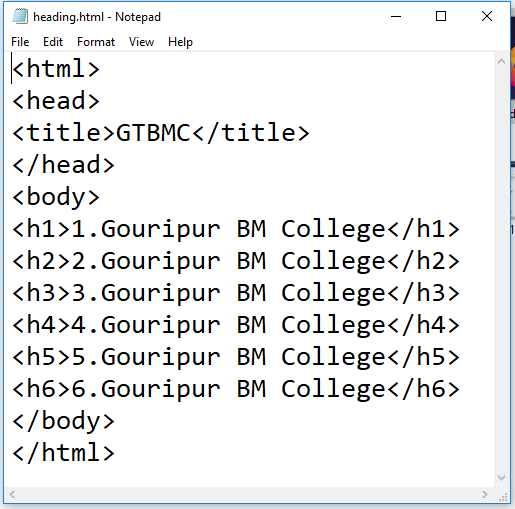 heading.html - Notepad
File Edit Format View Help
<html>
<head>
<title>GTBMC</title>
</head>
<body>
<h1>1.Gouripur BM College</h1>
<h2>2.Gouripur BM College</h2>
<h3>3.Gouripur BM College</h3>
<h4>4.Gouripur BM College</h4>
<h5>5.Gouripur BM College</h5>
<h6>6.Gouripur BM College</h6>
</body>
</html>